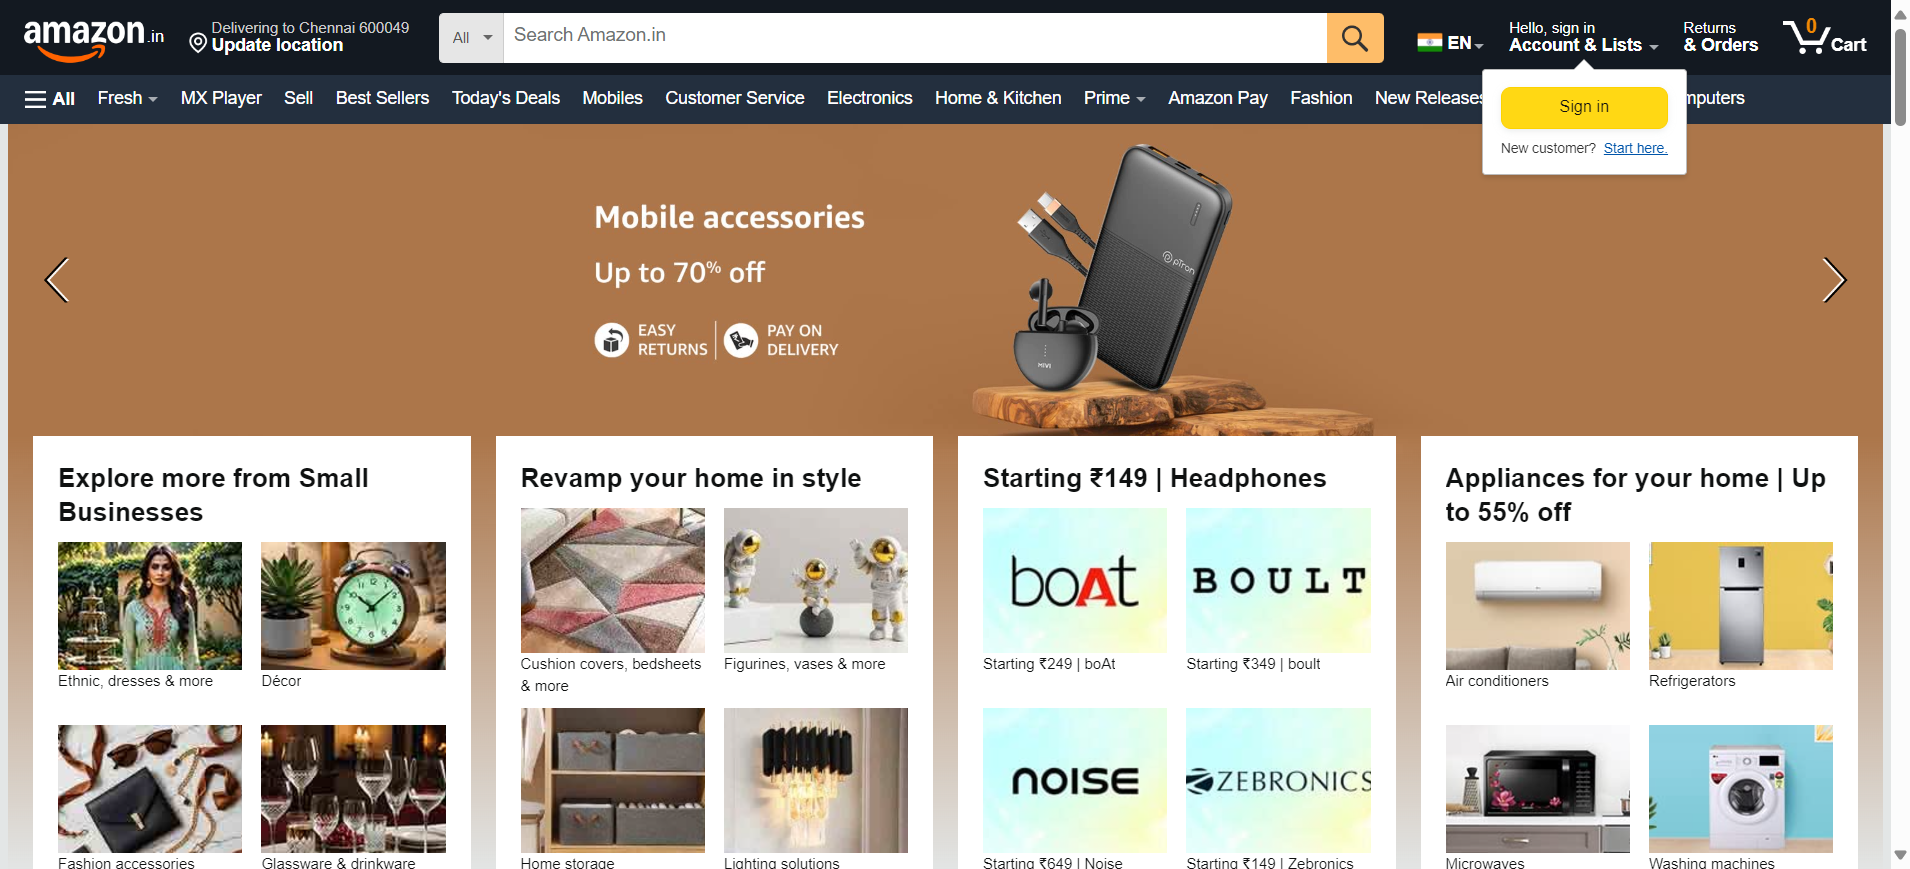 amazon.in
Delivering to Chennai 600049
Update location
All
Search Amazon.in
EN
Hello, sign in
Account & Lists
Returns
& Orders
0
Cart
All
Fresh
MX Player
Sell
Best Sellers
Today's Deals
Mobiles
Customer Service
Electronics
Home & Kitchen
Prime
Amazon Pay
Fashion
New Releases
mputers
Sign in
New customer? Start here.
Mobile accessories
Up to 70% off
EASY
RETURNS
PAY ON
DELIVERY
pTron
MIVI
Explore more from Small
Businesses
Ethnic, dresses & more
Décor
Fashion accessories
Glassware & drinkware
Revamp your home in style
Cushion covers, bedsheets
& more
Figurines, vases & more
Home storage
Lighting solutions
Starting ₹149 | Headphones
boAt
BOULT
Starting ₹249 | boAt
Starting ₹349 | boult
NOISE
ZEBRONICS
Starting ₹649 | Noise
Starting ₹149 | Zebronics
Appliances for your home | Up
to 55% off
Air conditioners
Refrigerators
Microwaves
Washing machines